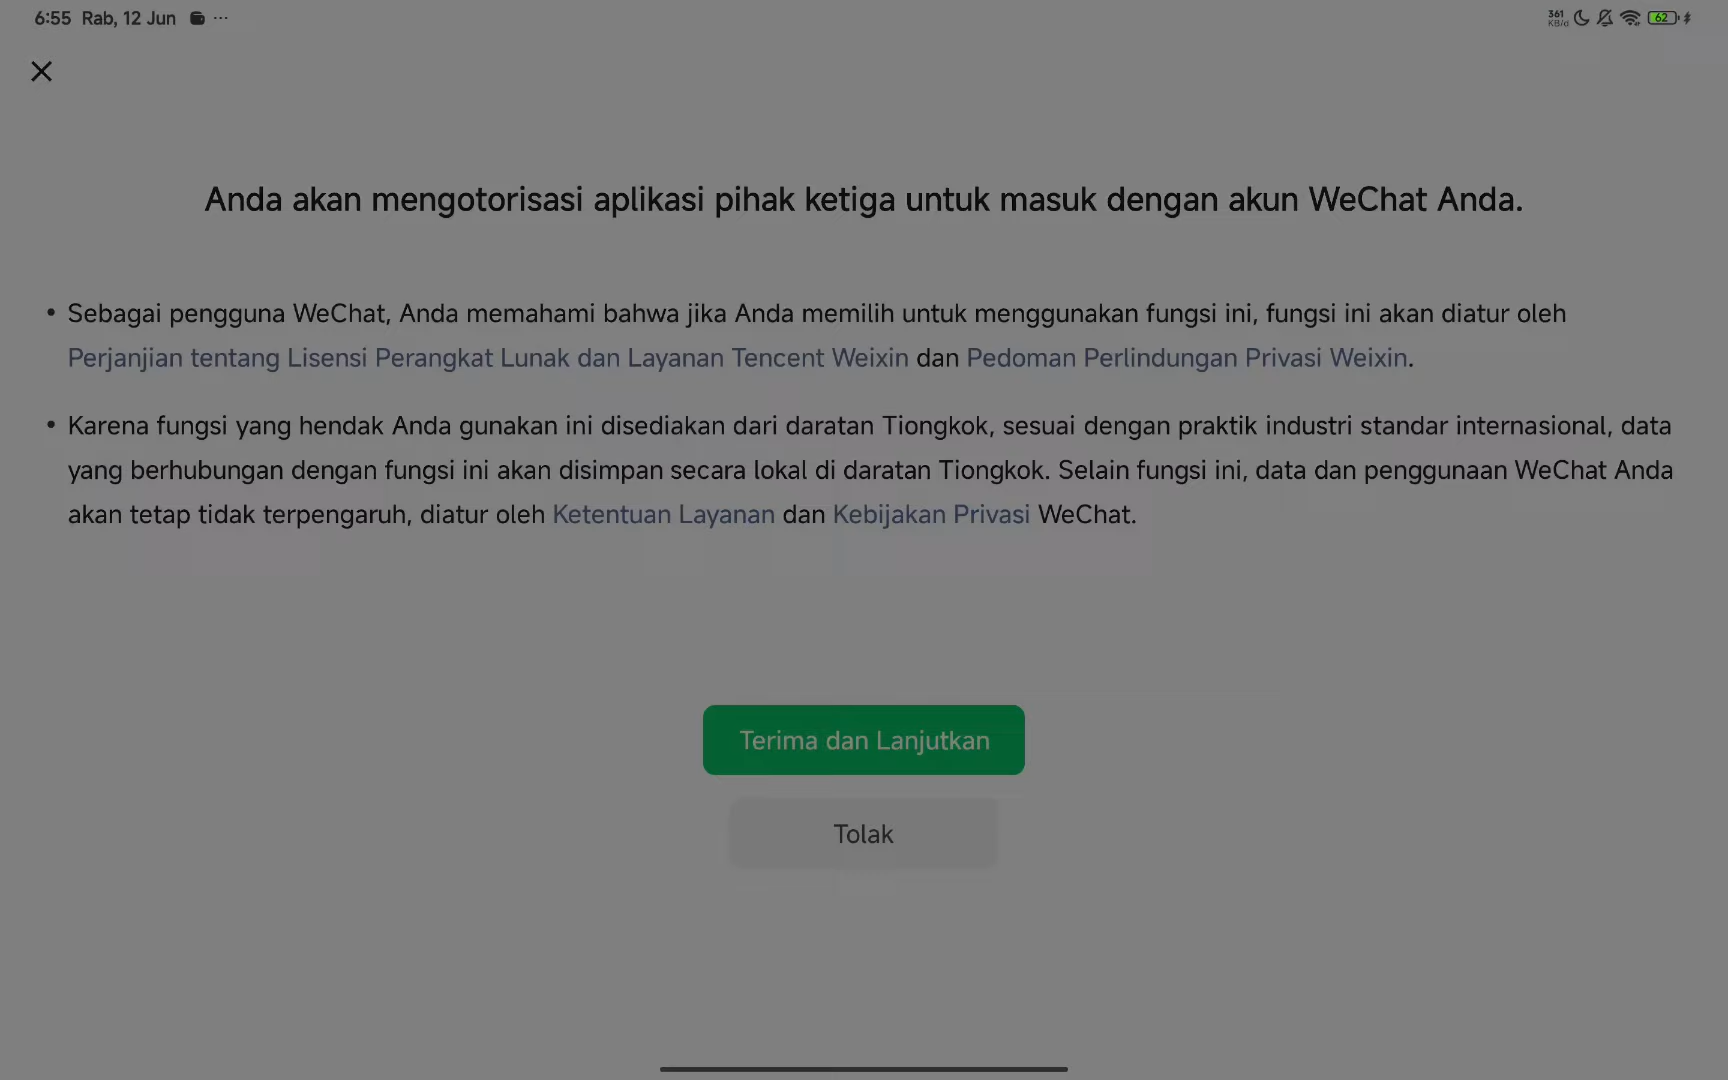 6:55 Rab, 12 Jun ...
361 KB/d 62
Anda akan mengotorisasi aplikasi pihak ketiga untuk masuk dengan akun WeChat Anda.
• Sebagai pengguna WeChat, Anda memahami bahwa jika Anda memilih untuk menggunakan fungsi ini, fungsi ini akan diatur oleh
Perjanjian tentang Lisensi Perangkat Lunak dan Layanan Tencent Weixin dan Pedoman Perlindungan Privasi Weixin.
• Karena fungsi yang hendak Anda gunakan ini disediakan dari daratan Tiongkok, sesuai dengan praktik industri standar internasional, data
yang berhubungan dengan fungsi ini akan disimpan secara lokal di daratan Tiongkok. Selain fungsi ini, data dan penggunaan WeChat Anda
akan tetap tidak terpengaruh, diatur oleh Ketentuan Layanan dan Kebijakan Privasi WeChat.
Terima dan Lanjutkan
Tolak